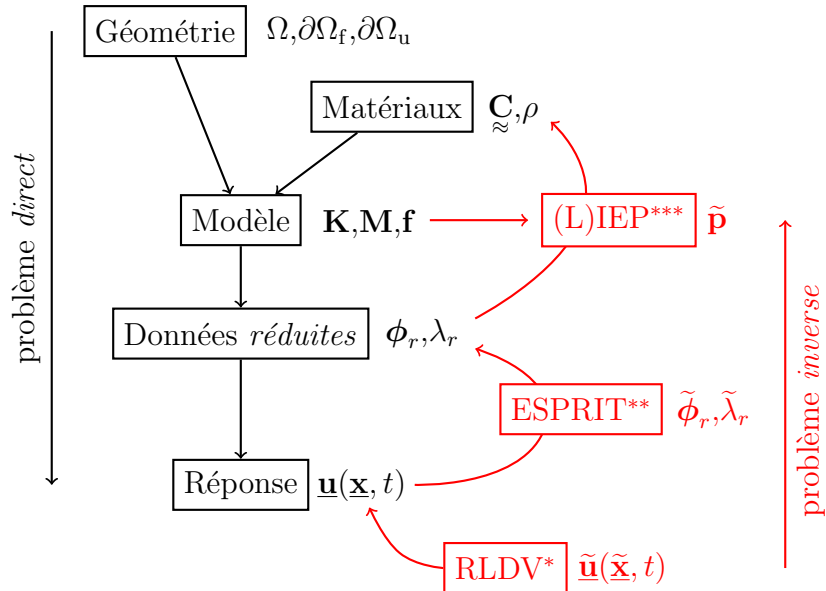 Géométrie Ω,∂Ω_f,∂Ω_u
Matériaux C,ρ
Modèle K,M,f
(L)IEP*** p̃
Données réduites ϕ_r,λ_r
ESPRIT** ϕ̃_r,λ̃_r
Réponse u(x, t)
RLDV* ũ(x̃, t)
problème direct
problème inverse